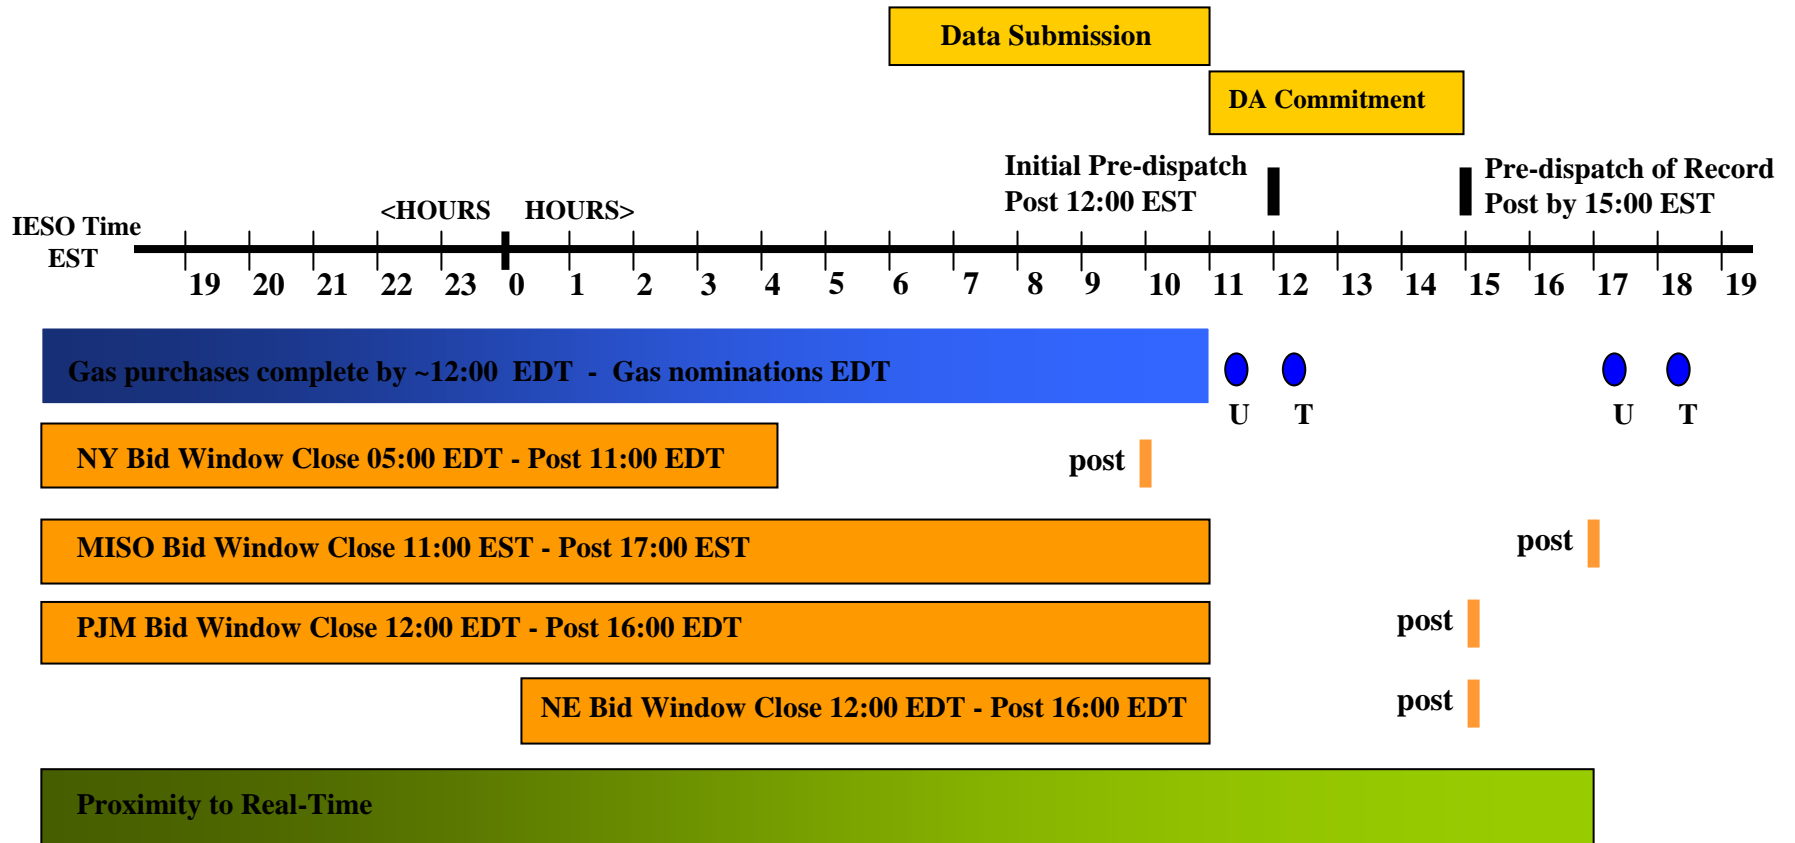 Data Submission
DA Commitment
Initial Pre-dispatch
Post 12:00 EST
Pre-dispatch of Record
Post by 15:00 EST
<HOURS HOURS>
IESO Time
EST
19 20 21 22 23 0 1 2 3 4 5 6 7 8 9 10 11 12 13 14 15 16 17 18 19
Gas purchases complete by ~12:00 EDT - Gas nominations EDT
U T U T
NY Bid Window Close 05:00 EDT - Post 11:00 EDT
post
MISO Bid Window Close 11:00 EST - Post 17:00 EST
post
PJM Bid Window Close 12:00 EDT - Post 16:00 EDT
post
NE Bid Window Close 12:00 EDT - Post 16:00 EDT
post
Proximity to Real-Time